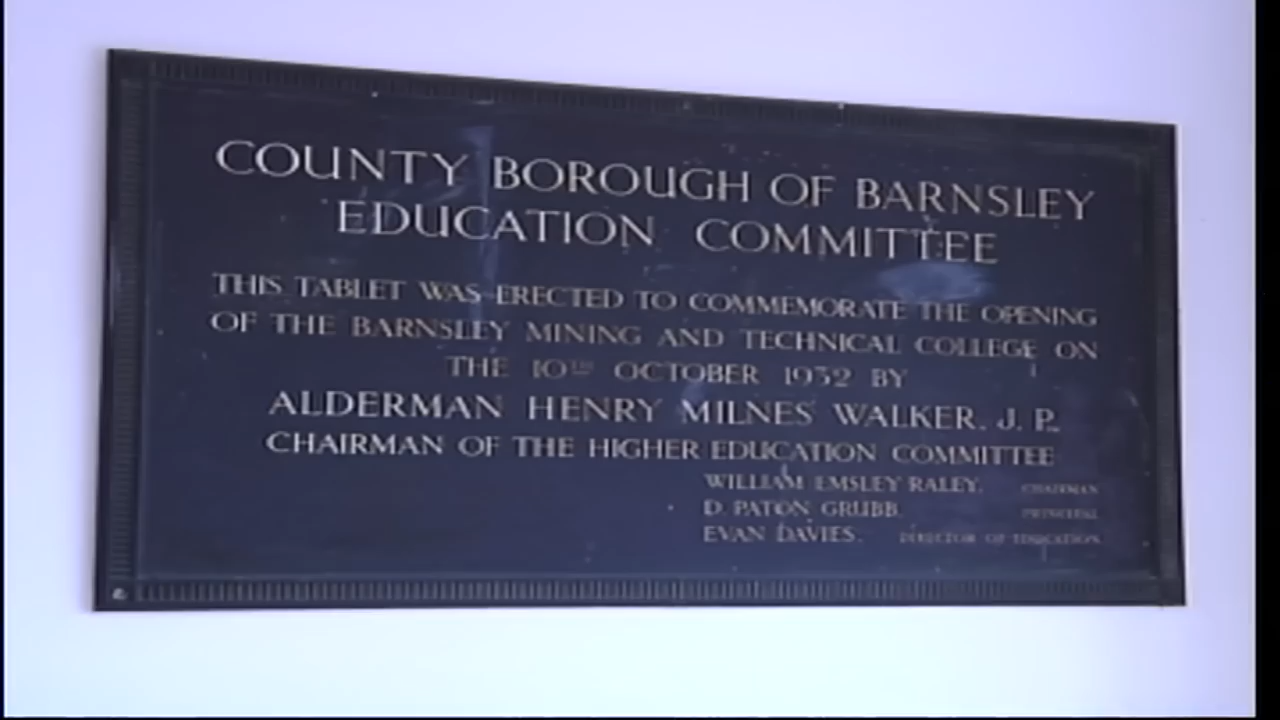 COUNTY BOROUGH OF BARNSLEY
EDUCATION COMMITTEE
THIS TABLET WAS ERECTED TO COMMEMORATE THE OPENING
OF THE BARNSLEY MINING AND TECHNICAL COLLEGE ON
THE 10TH OCTOBER 1932 BY
ALDERMAN HENRY MILNES WALKER, J. P.,
CHAIRMAN OF THE HIGHER EDUCATION COMMITTEE
WILLIAM EMSLEY RALEY. CHAIRMAN
D. PATON GRUBB. PRINCIPAL
EVAN DAVIES. DIRECTOR OF EDUCATION